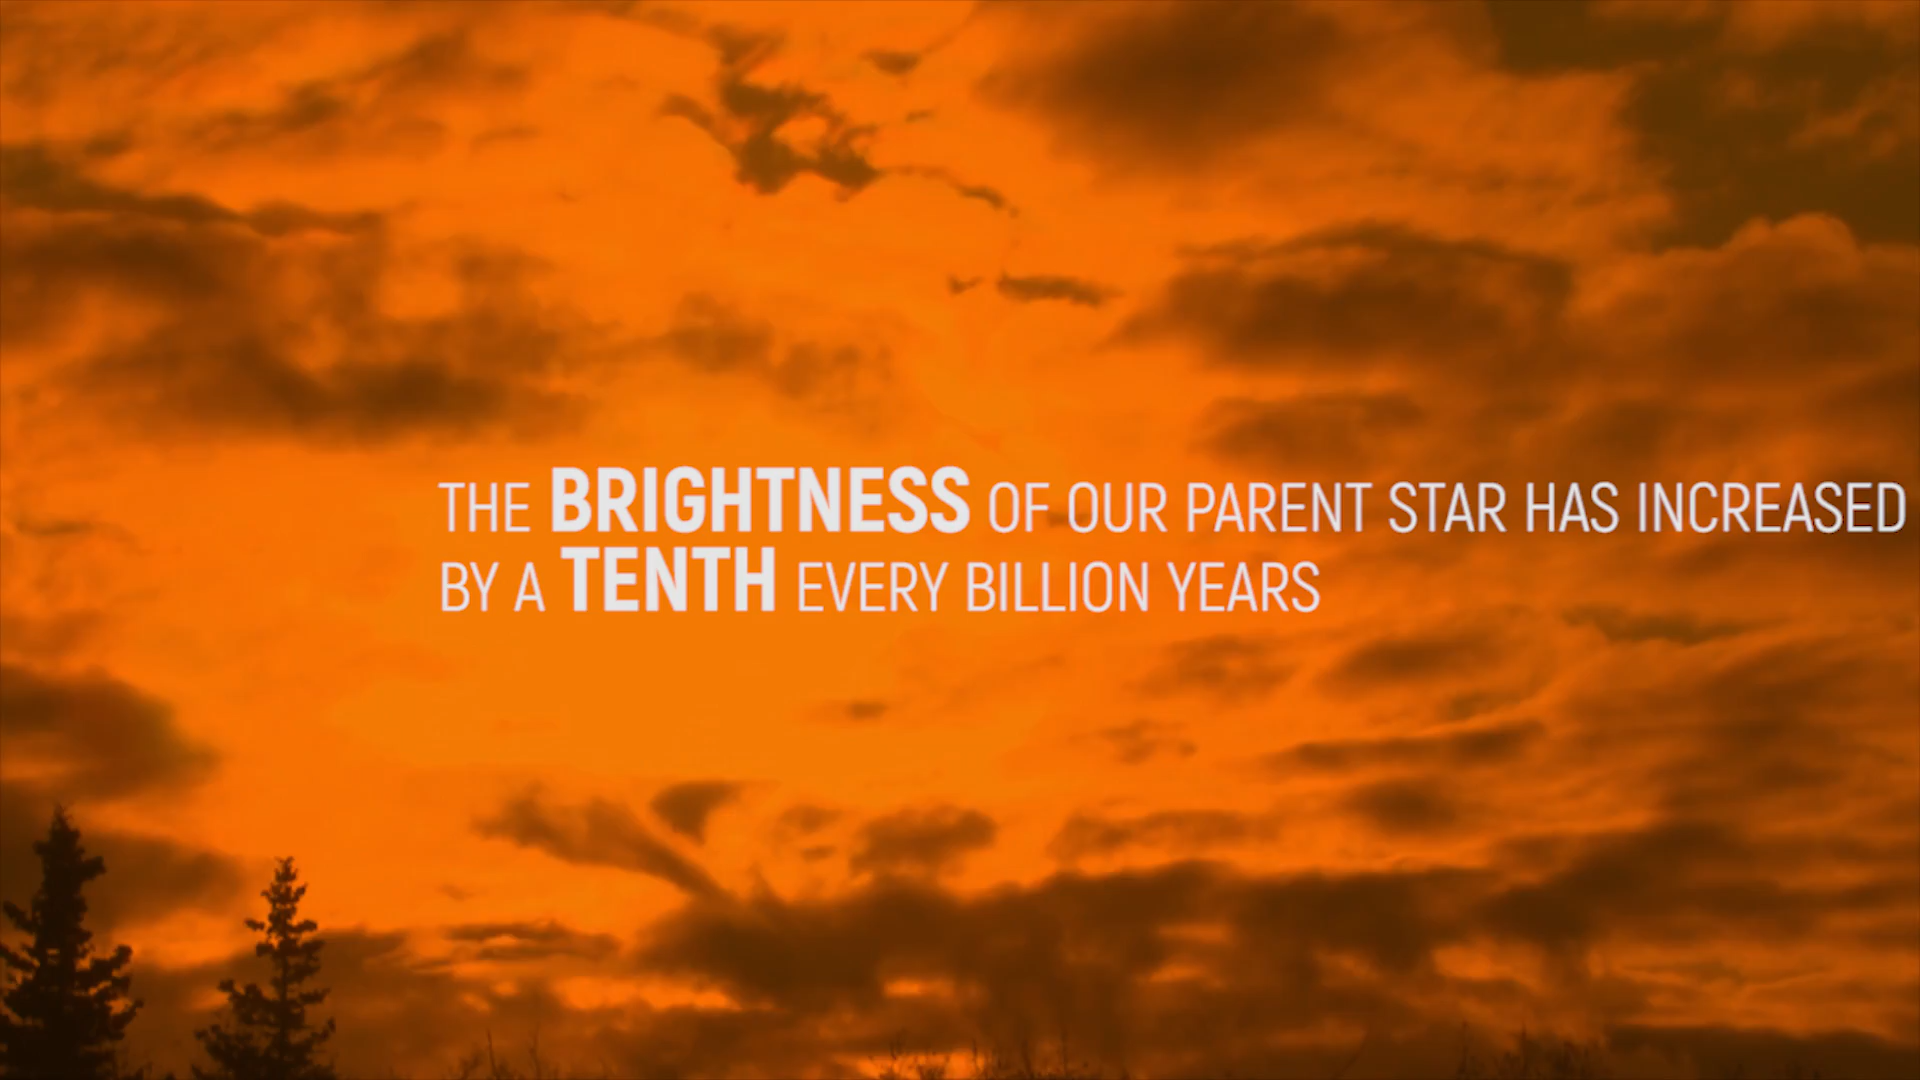 THE BRIGHTNESS OF OUR PARENT STAR HAS INCREASED
BY A TENTH EVERY BILLION YEARS